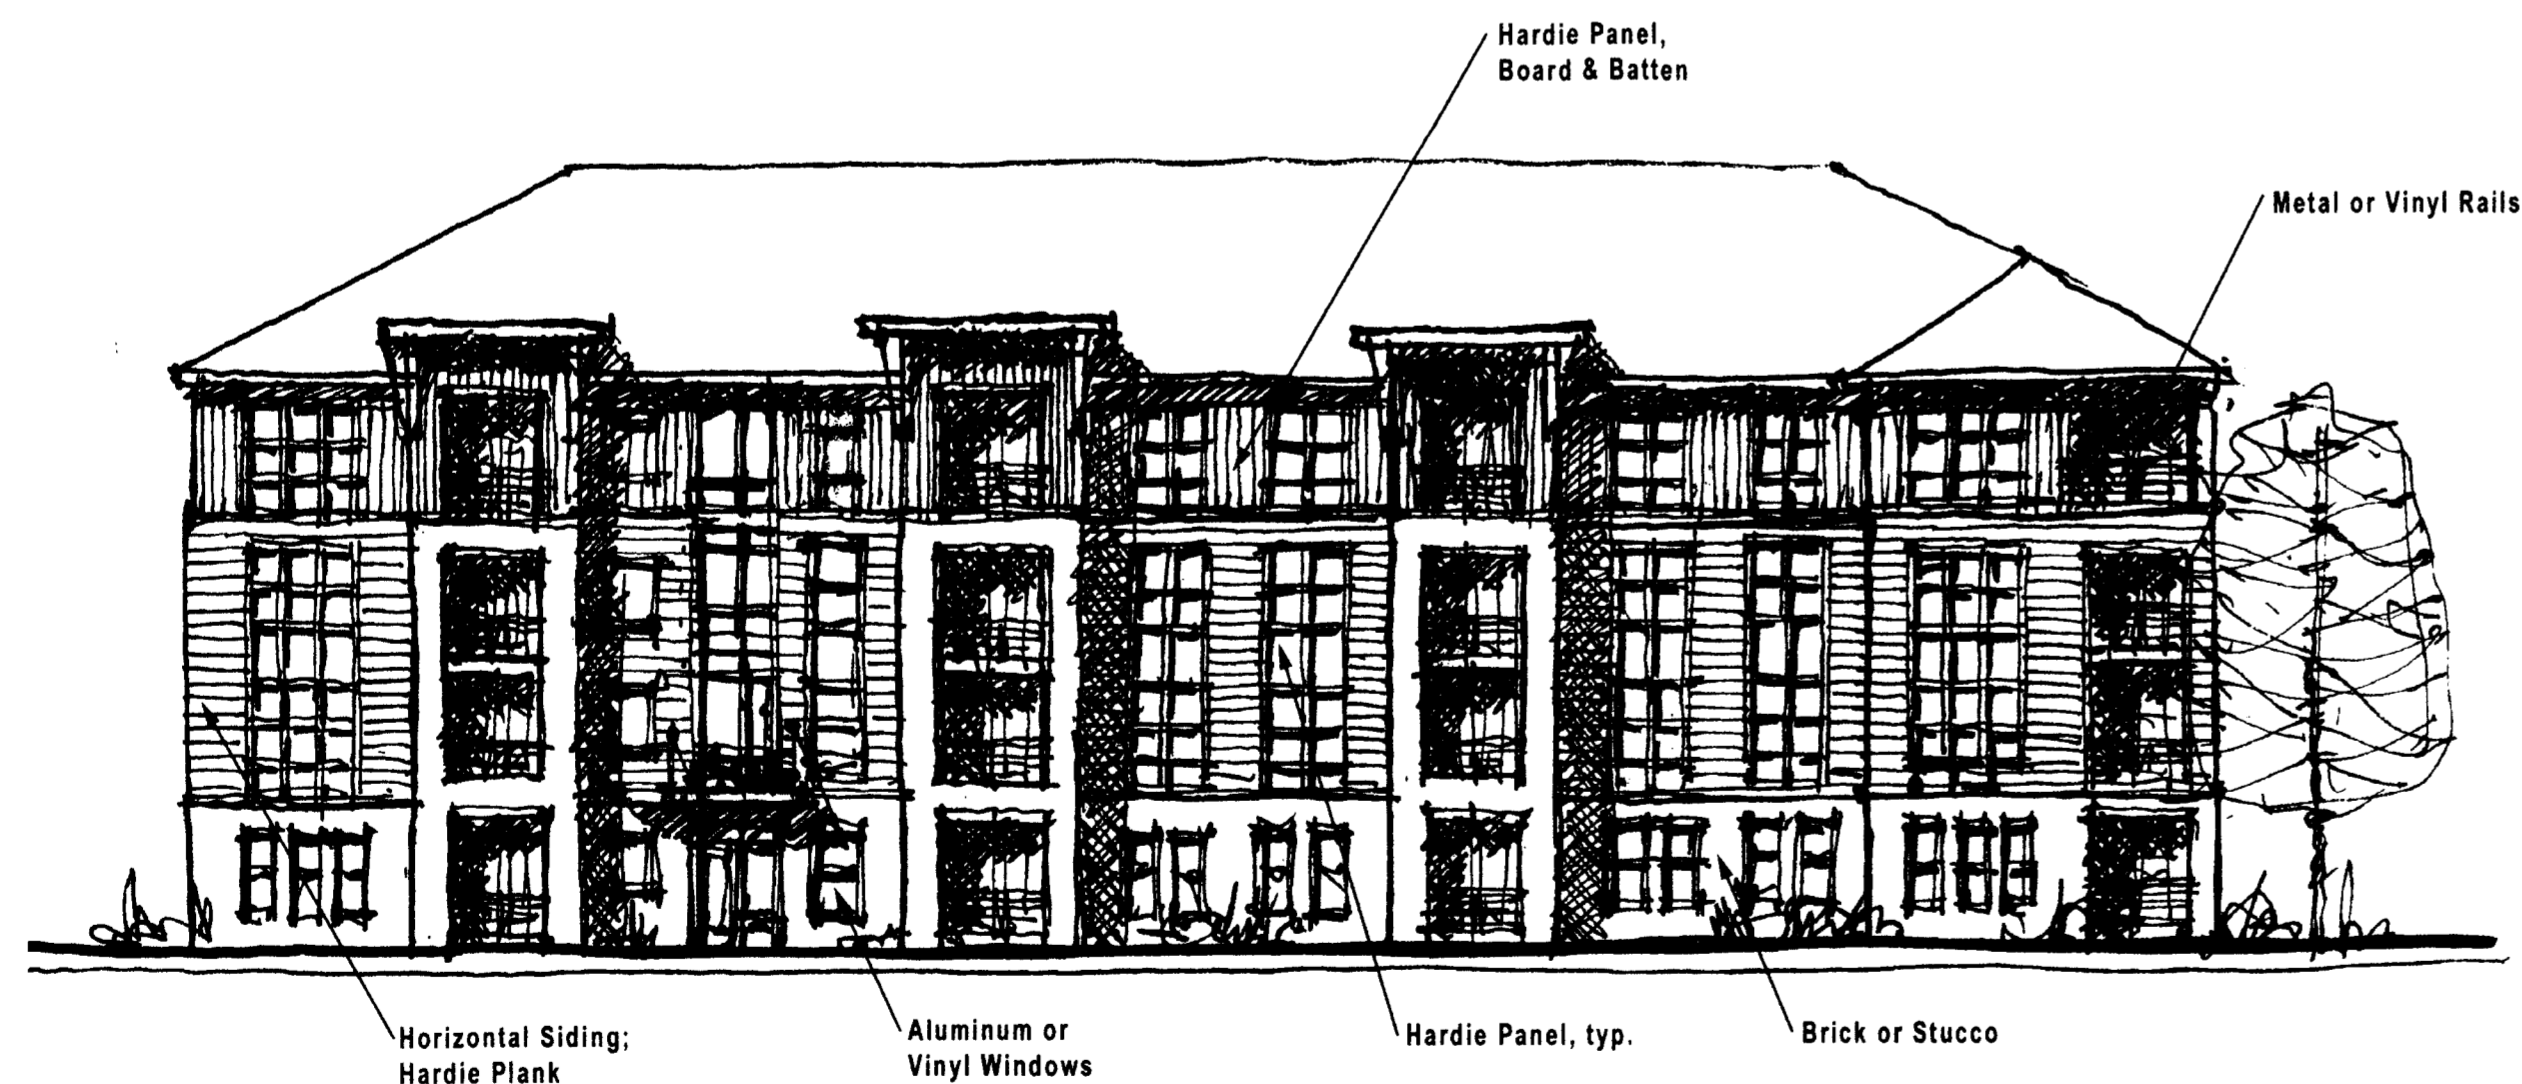 Hardie Panel,
Board & Batten
Metal or Vinyl Rails
Horizontal Siding;
Hardie Plank
Aluminum or
Vinyl Windows
Hardie Panel, typ.
Brick or Stucco